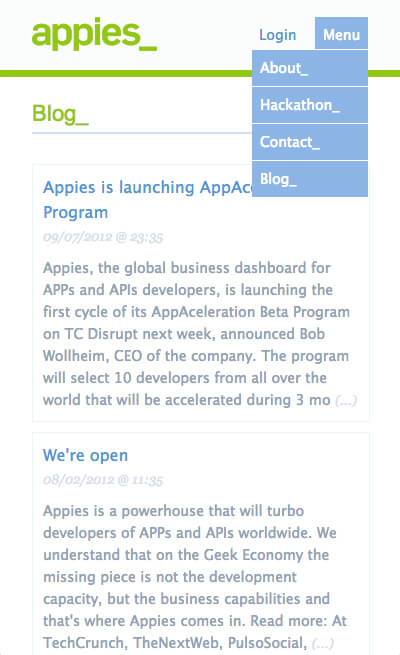 appies_
Login
Menu
About_
Hackathon_
Contact_
Blog_
Blog_
Appies is launching AppAc
Program
09/07/2012 @ 23:35
Appies, the global business dashboard for
APPs and APIs developers, is launching the
first cycle of its AppAceleration Beta Program
on TC Disrupt next week, announced Bob
Wollheim, CEO of the company. The program
will select 10 developers from all over the
world that will be accelerated during 3 mo (...)
We're open
08/02/2012 @ 11:35
Appies is a powerhouse that will turbo
developers of APPs and APIs worldwide. We
understand that on the Geek Economy the
missing piece is not the development
capacity, but the business capabilities and
that's where Appies comes in. Read more: At
TechCrunch, TheNextWeb, PulsoSocial, (...)